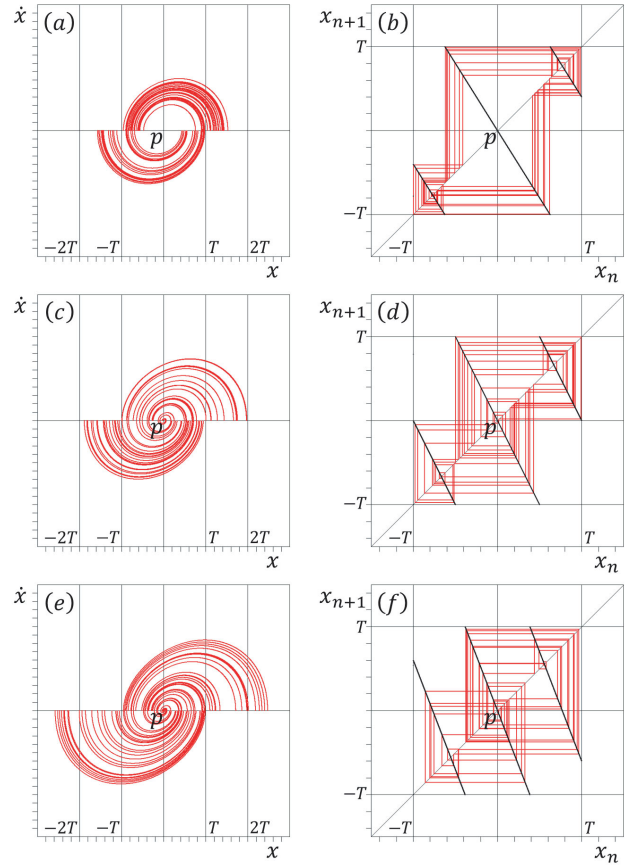 ẋ (a) x_{n+1} (b)
T
p p
−T
−2T −T T 2T −T T
x x_n
ẋ (c) x_{n+1} (d)
T
p p
−T
−2T −T T 2T −T T
x x_n
ẋ (e) x_{n+1} (f)
T
p p
−T
−2T −T T 2T −T T
x x_n